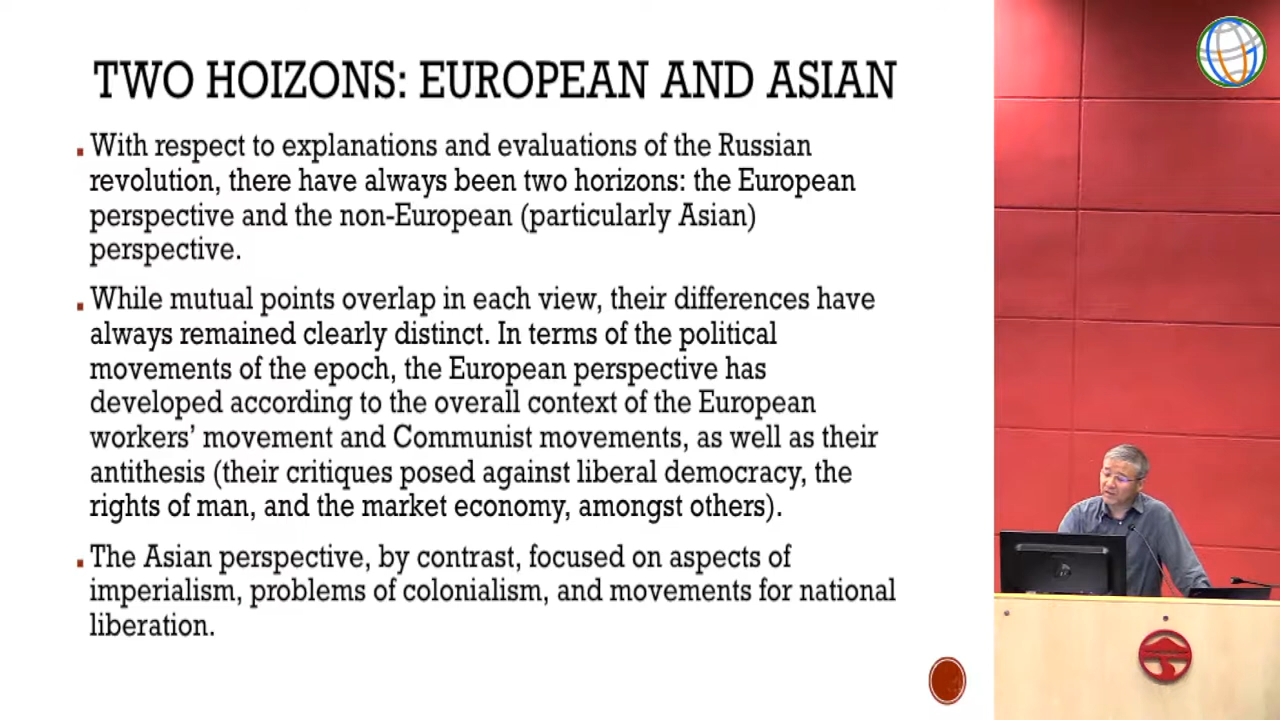 TWO HOIZONS: EUROPEAN AND ASIAN
With respect to explanations and evaluations of the Russian
revolution, there have always been two horizons: the European
perspective and the non-European (particularly Asian)
perspective.
While mutual points overlap in each view, their differences have
always remained clearly distinct. In terms of the political
movements of the epoch, the European perspective has
developed according to the overall context of the European
workers' movement and Communist movements, as well as their
antithesis (their critiques posed against liberal democracy, the
rights of man, and the market economy, amongst others).
The Asian perspective, by contrast, focused on aspects of
imperialism, problems of colonialism, and movements for national
liberation.